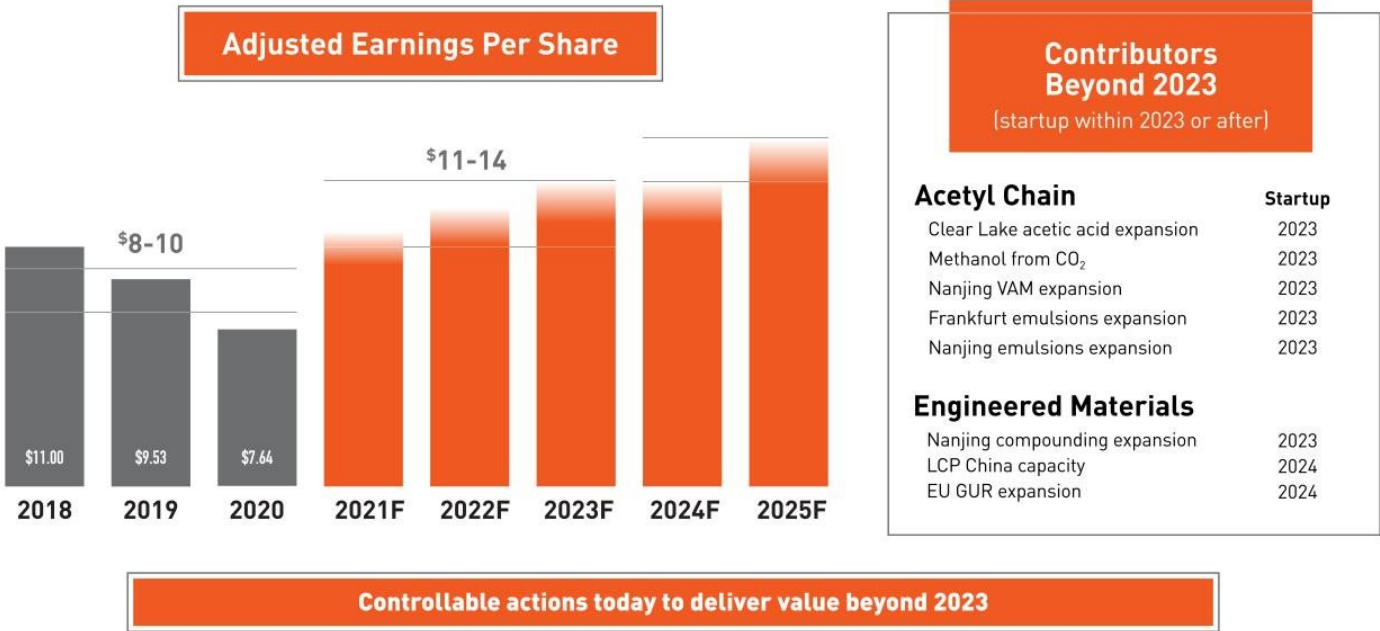 Adjusted Earnings Per Share
$8-10
$11-14
$11.00
$9.53
$7.64
2018
2019
2020
2021F
2022F
2023F
2024F
2025F
Contributors
Beyond 2023
(startup within 2023 or after)
Acetyl Chain Startup
Clear Lake acetic acid expansion 2023
Methanol from CO₂ 2023
Nanjing VAM expansion 2023
Frankfurt emulsions expansion 2023
Nanjing emulsions expansion 2023
Engineered Materials
Nanjing compounding expansion 2023
LCP China capacity 2024
EU GUR expansion 2024
Controllable actions today to deliver value beyond 2023